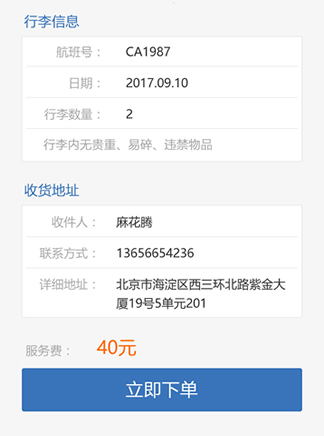 行李信息
航班号： CA1987
日期： 2017.09.10
行李数量： 2
行李内无贵重、易碎、违禁物品
收货地址
收件人： 麻花腾
联系方式： 13656654236
详细地址： 北京市海淀区西三环北路紫金大
厦19号5单元201
服务费： 40元
立即下单